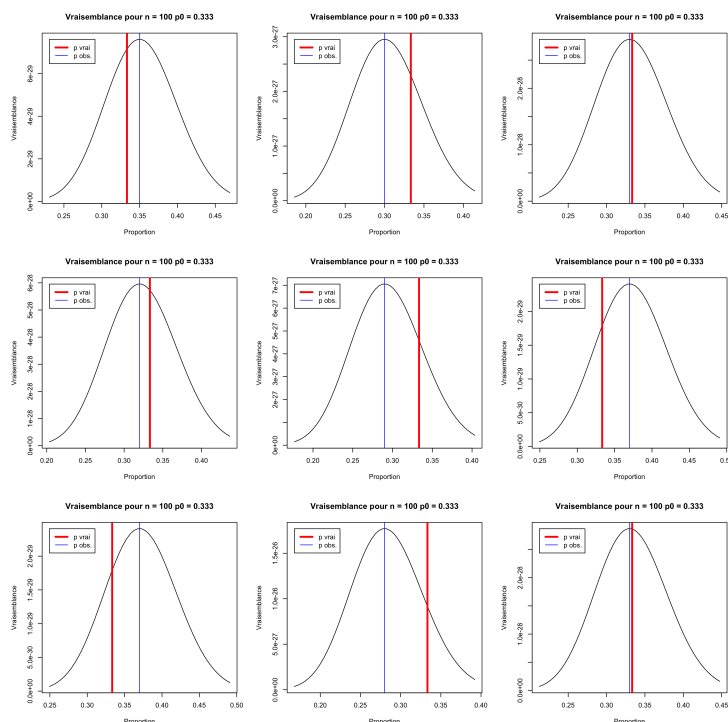 Vraisemblance pour n = 100 p0 = 0.333
p vrai
p obs.
Vraisemblance
0e+00 2e-29 4e-29 6e-29
0.25 0.30 0.35 0.40 0.45
Proportion
Vraisemblance pour n = 100 p0 = 0.333
p vrai
p obs.
Vraisemblance
0.0e+00 1.0e-27 2.0e-27 3.0e-27
0.20 0.25 0.30 0.35 0.40
Proportion
Vraisemblance pour n = 100 p0 = 0.333
p vrai
p obs.
Vraisemblance
0.0e+00 1.0e-28 2.0e-28
0.25 0.30 0.35 0.40 0.45
Proportion
Vraisemblance pour n = 100 p0 = 0.333
p vrai
p obs.
Vraisemblance
0e+00 1e-28 2e-28 3e-28 4e-28 5e-28 6e-28
0.20 0.25 0.30 0.35 0.40
Proportion
Vraisemblance pour n = 100 p0 = 0.333
p vrai
p obs.
Vraisemblance
0e+00 1e-27 2e-27 3e-27 4e-27 5e-27 6e-27 7e-27
0.20 0.25 0.30 0.35 0.40
Proportion
Vraisemblance pour n = 100 p0 = 0.333
p vrai
p obs.
Vraisemblance
0.0e+00 5.0e-30 1.0e-29 1.5e-29 2.0e-29
0.25 0.30 0.35 0.40 0.45
Proportion
Vraisemblance pour n = 100 p0 = 0.333
p vrai
p obs.
Vraisemblance
0.0e+00 5.0e-30 1.0e-29 1.5e-29 2.0e-29
0.25 0.30 0.35 0.40 0.45 0.50
Proportion
Vraisemblance pour n = 100 p0 = 0.333
p vrai
p obs.
Vraisemblance
0.0e+00 5.0e-27 1.0e-26 1.5e-26
0.20 0.25 0.30 0.35 0.40
Proportion
Vraisemblance pour n = 100 p0 = 0.333
p vrai
p obs.
Vraisemblance
0.0e+00 1.0e-28 2.0e-28
0.25 0.30 0.35 0.40 0.45
Proportion